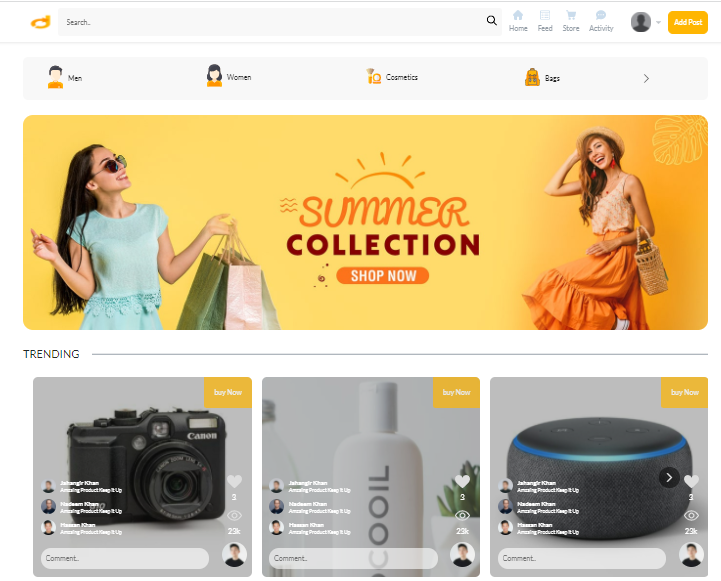 Search..
Home
Feed
Store
Activity
Add Post
Men
Women
Cosmetics
Bags
SUMMER
COLLECTION
SHOP NOW
TRENDING
buy Now
Canon
Jahangir Khan
Amazing Product Keep It Up
Nadeem Khan
Amazing Product Keep It Up
Hassan Khan
Amazing Product Keep It Up
3
23k
Comment..
buy Now
COOIL
Jahangir Khan
Amazing Product Keep It Up
Nadeem Khan
Amazing Product Keep It Up
Hassan Khan
Amazing Product Keep It Up
3
23k
Comment..
buy Now
Jahangir Khan
Amazing Product Keep It Up
Nadeem Khan
Amazing Product Keep It Up
Hassan Khan
Amazing Product Keep It Up
3
23k
Comment..